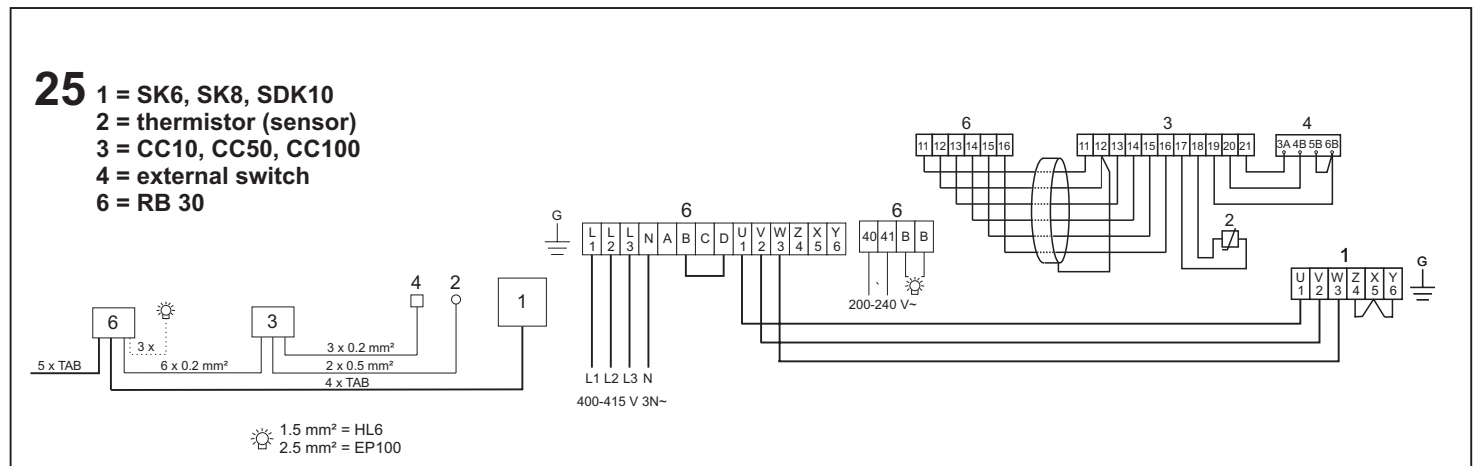 25
1 = SK6, SK8, SDK10
2 = thermistor (sensor)
3 = CC10, CC50, CC100
4 = external switch
6 = RB 30
6
11 12 13 14 15 16
3
11 12 13 14 15 16 17 18 19 20 21
4
3A 4B 5B 6B
2
G
6
L1 L2 L3 N A B C D U1 V2 W3 Z4 X5 Y6
6
40 41 B B
200-240 V~
1
U1 V2 W3 Z4 X5 Y6
G
L1 L2 L3 N
400-415 V 3N~
4
2
1
6
3
3 x
5 x TAB
6 x 0.2 mm²
3 x 0.2 mm²
2 x 0.5 mm²
4 x TAB
1.5 mm² = HL6
2.5 mm² = EP100